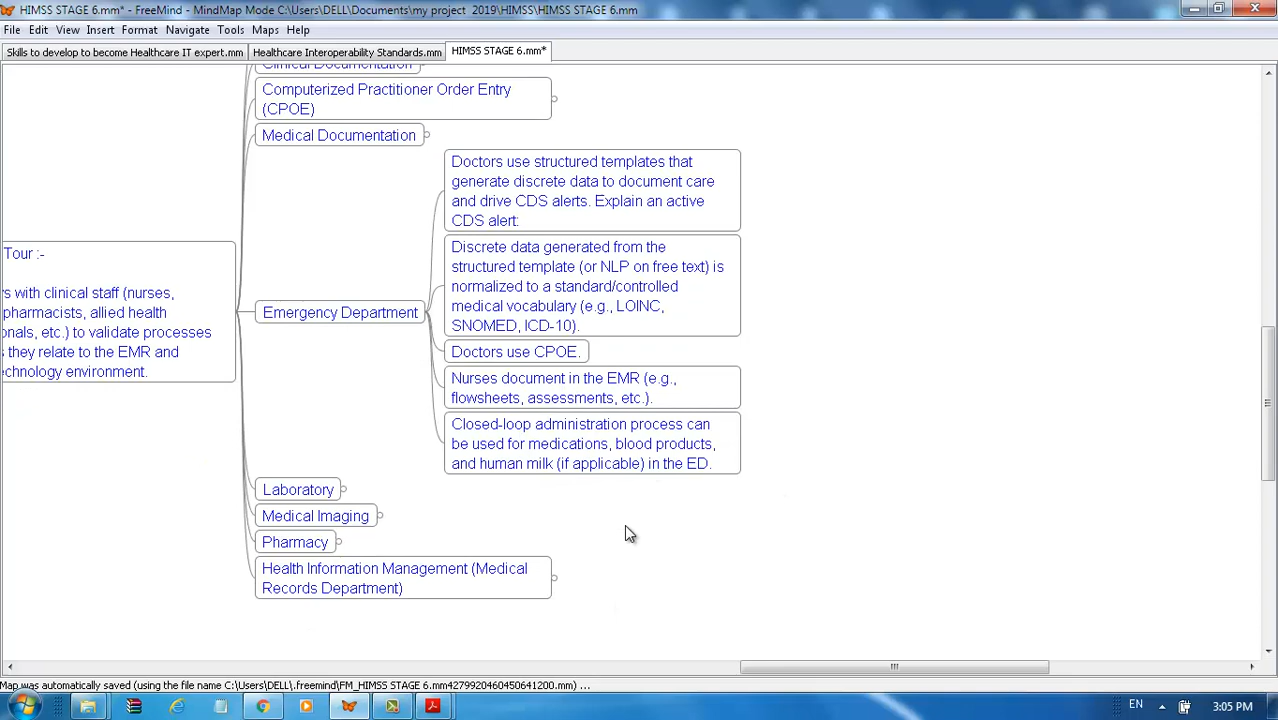 HIMSS STAGE 6.mm* - FreeMind - MindMap Mode C:\Users\DELL\Documents\my project  2019\HIMSS\HIMSS STAGE 6.mm
File Edit View Insert Format Navigate Tools Maps Help
Skills to develop to become Healthcare IT expert.mm Healthcare Interoperability Standards.mm HIMSS STAGE 6.mm*
Clinical Documentation
Computerized Practitioner Order Entry
(CPOE)
Medical Documentation
Doctors use structured templates that
generate discrete data to document care
and drive CDS alerts. Explain an active
CDS alert:
Discrete data generated from the
structured template (or NLP on free text) is
normalized to a standard/controlled
medical vocabulary (e.g., LOINC,
SNOMED, ICD-10).
Tour :-
s with clinical staff (nurses,
pharmacists, allied health
onals, etc.) to validate processes
s they relate to the EMR and
echnology environment.
Emergency Department
Doctors use CPOE.
Nurses document in the EMR (e.g.,
flowsheets, assessments, etc.).
Closed-loop administration process can
be used for medications, blood products,
and human milk (if applicable) in the ED.
Laboratory
Medical Imaging
Pharmacy
Health Information Management (Medical
Records Department)
Map was automatically saved (using the file name C:\Users\DELL\.freemind\FM_HIMSS STAGE 6.mm4279920460450641200.mm) ...
EN 3:05 PM